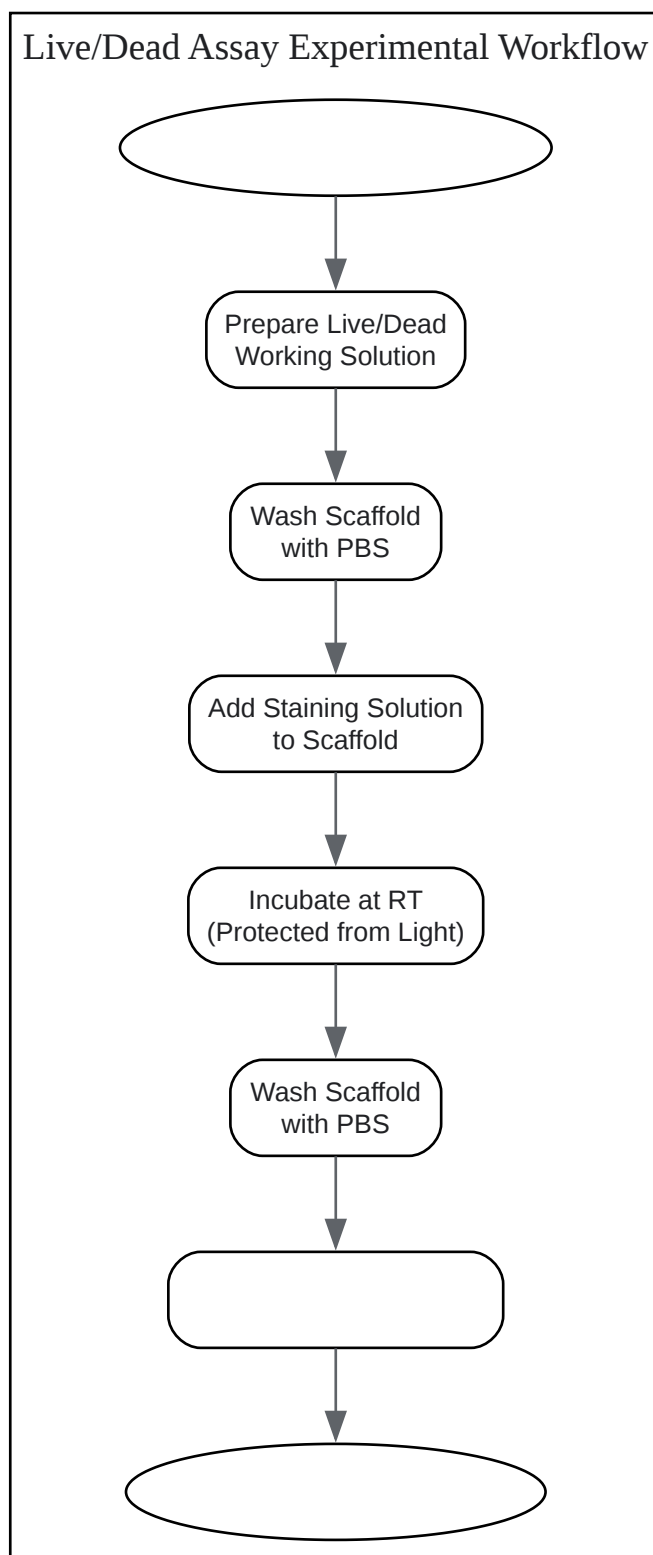 Live/Dead Assay Experimental Workflow
Prepare Live/Dead
Working Solution
Wash Scaffold
with PBS
Add Staining Solution
to Scaffold
Incubate at RT
(Protected from Light)
Wash Scaffold
with PBS